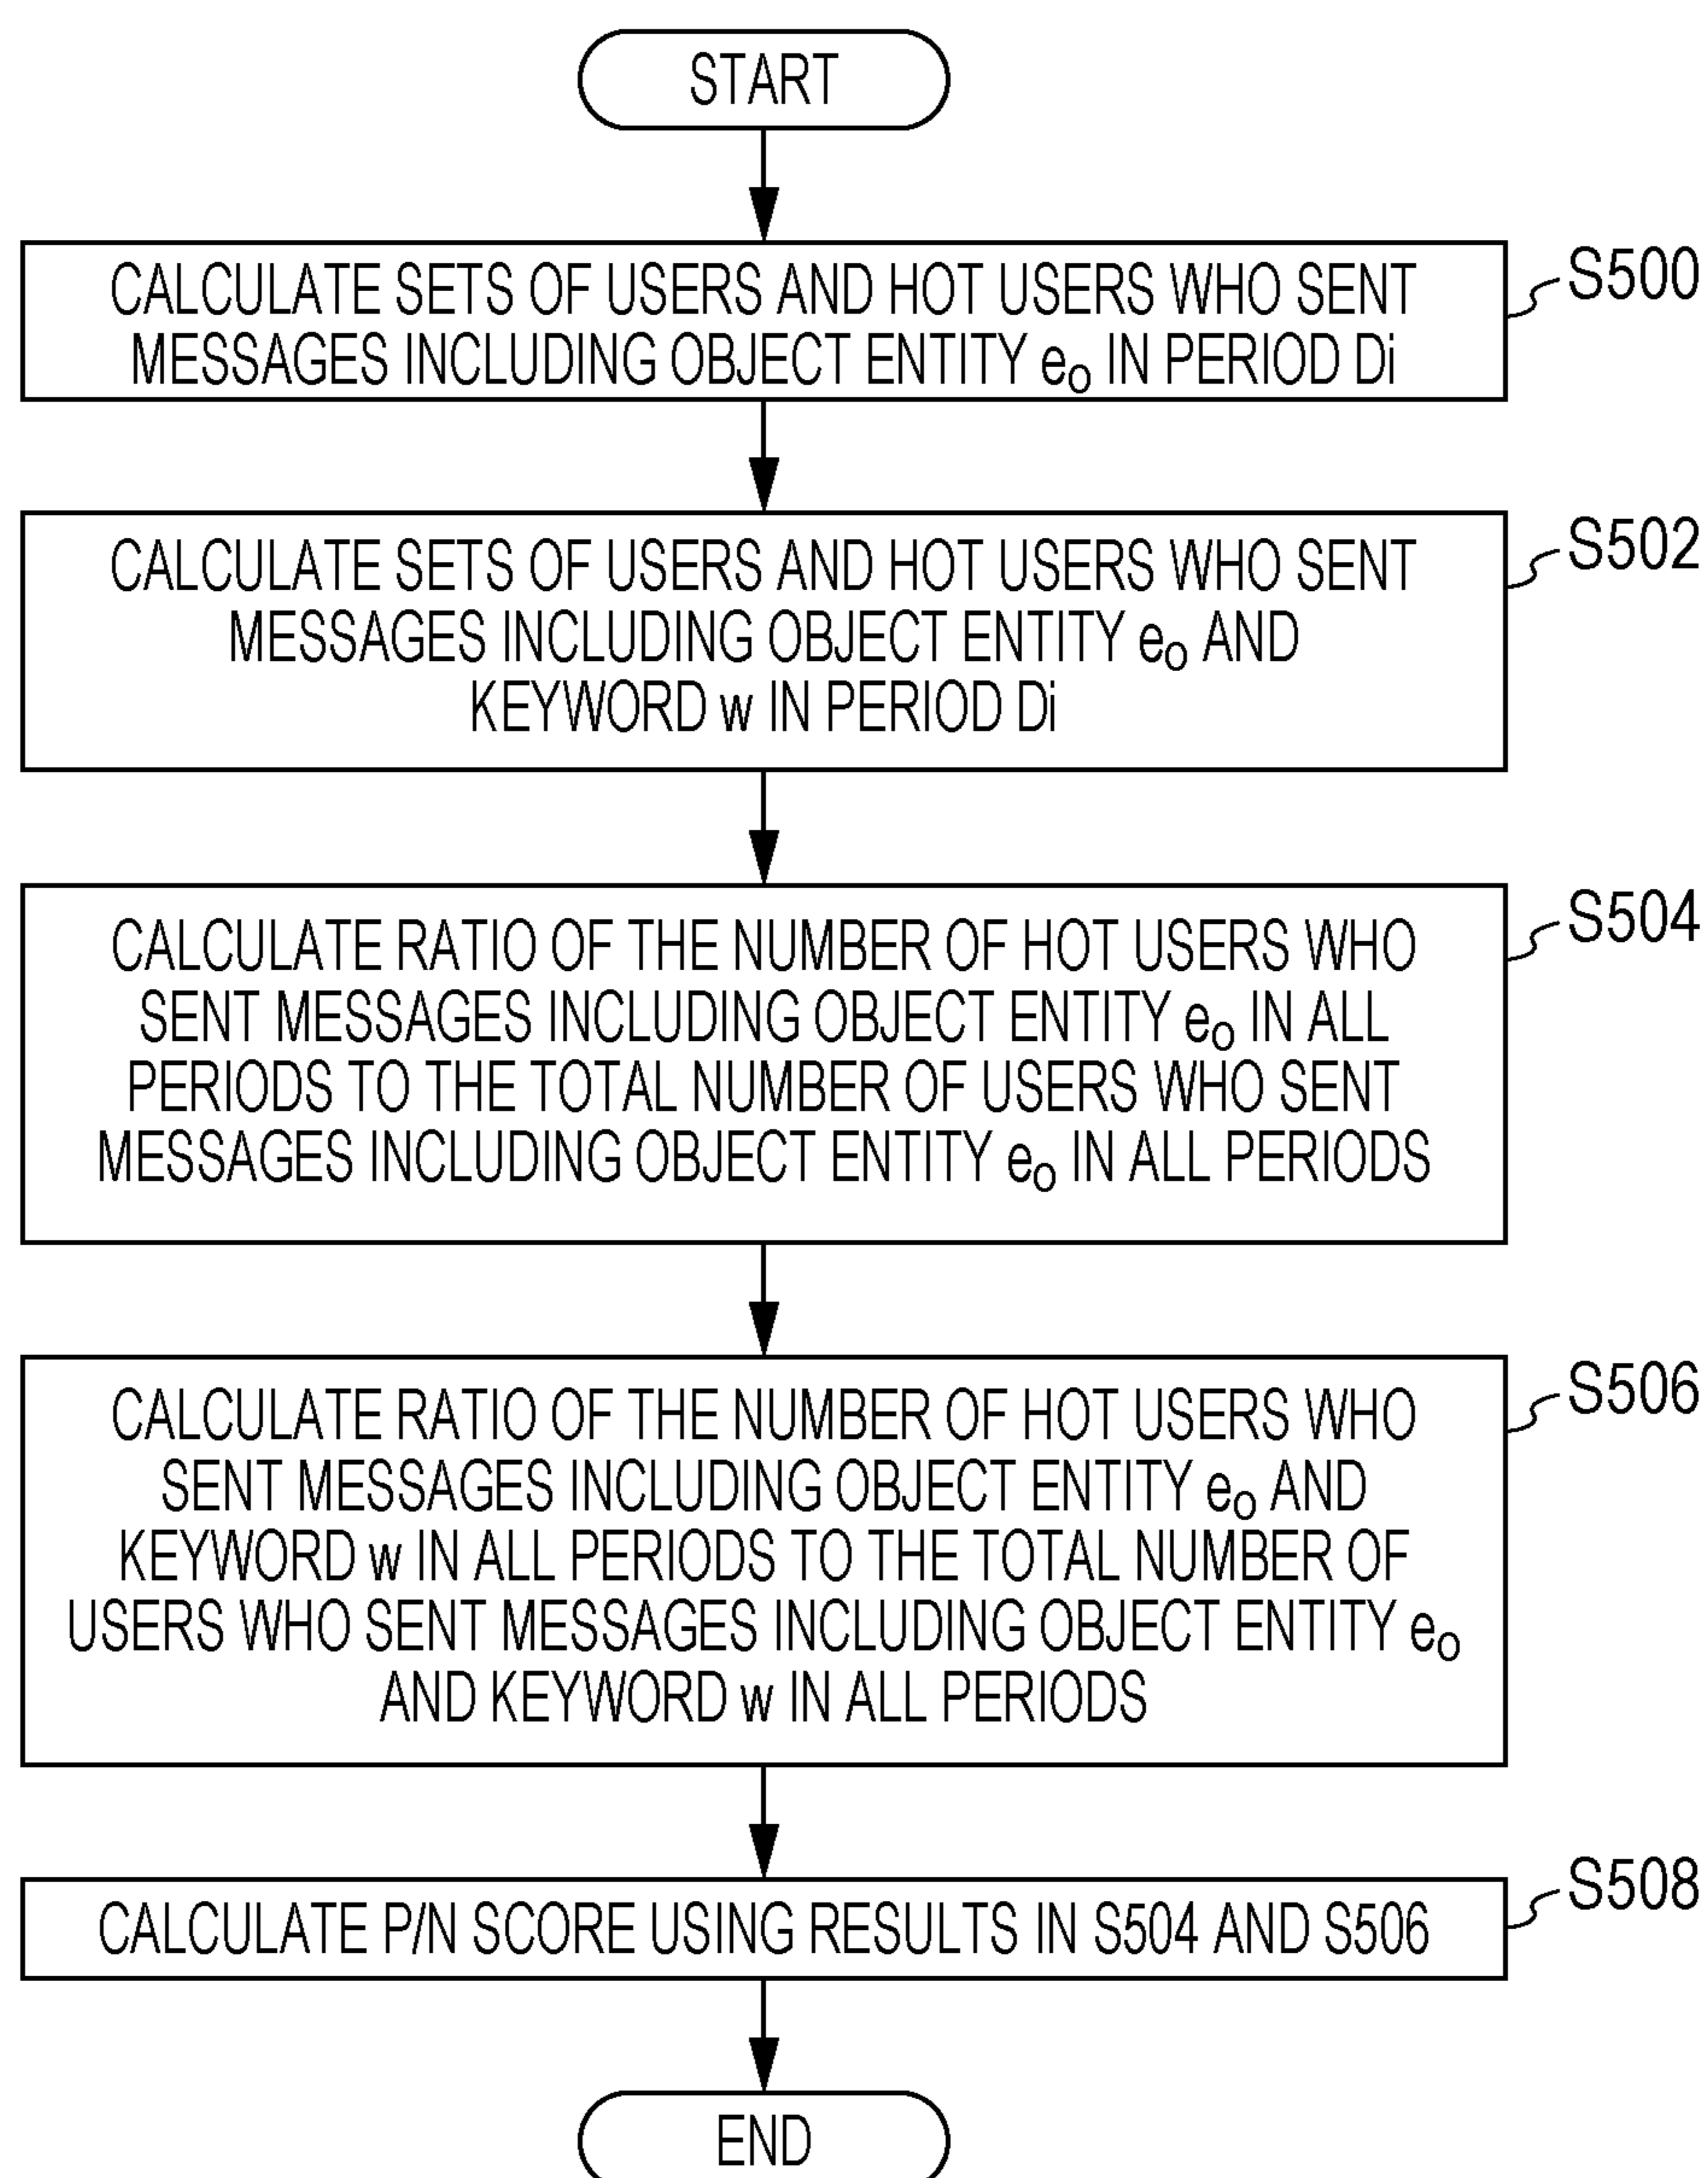 START
CALCULATE SETS OF USERS AND HOT USERS WHO SENT
MESSAGES INCLUDING OBJECT ENTITY eO IN PERIOD Di
S500
CALCULATE SETS OF USERS AND HOT USERS WHO SENT
MESSAGES INCLUDING OBJECT ENTITY eO AND
KEYWORD w IN PERIOD Di
S502
CALCULATE RATIO OF THE NUMBER OF HOT USERS WHO
SENT MESSAGES INCLUDING OBJECT ENTITY eO IN ALL
PERIODS TO THE TOTAL NUMBER OF USERS WHO SENT
MESSAGES INCLUDING OBJECT ENTITY eO IN ALL PERIODS
S504
CALCULATE RATIO OF THE NUMBER OF HOT USERS WHO
SENT MESSAGES INCLUDING OBJECT ENTITY eO AND
KEYWORD w IN ALL PERIODS TO THE TOTAL NUMBER OF
USERS WHO SENT MESSAGES INCLUDING OBJECT ENTITY eO
AND KEYWORD w IN ALL PERIODS
S506
CALCULATE P/N SCORE USING RESULTS IN S504 AND S506
S508
END